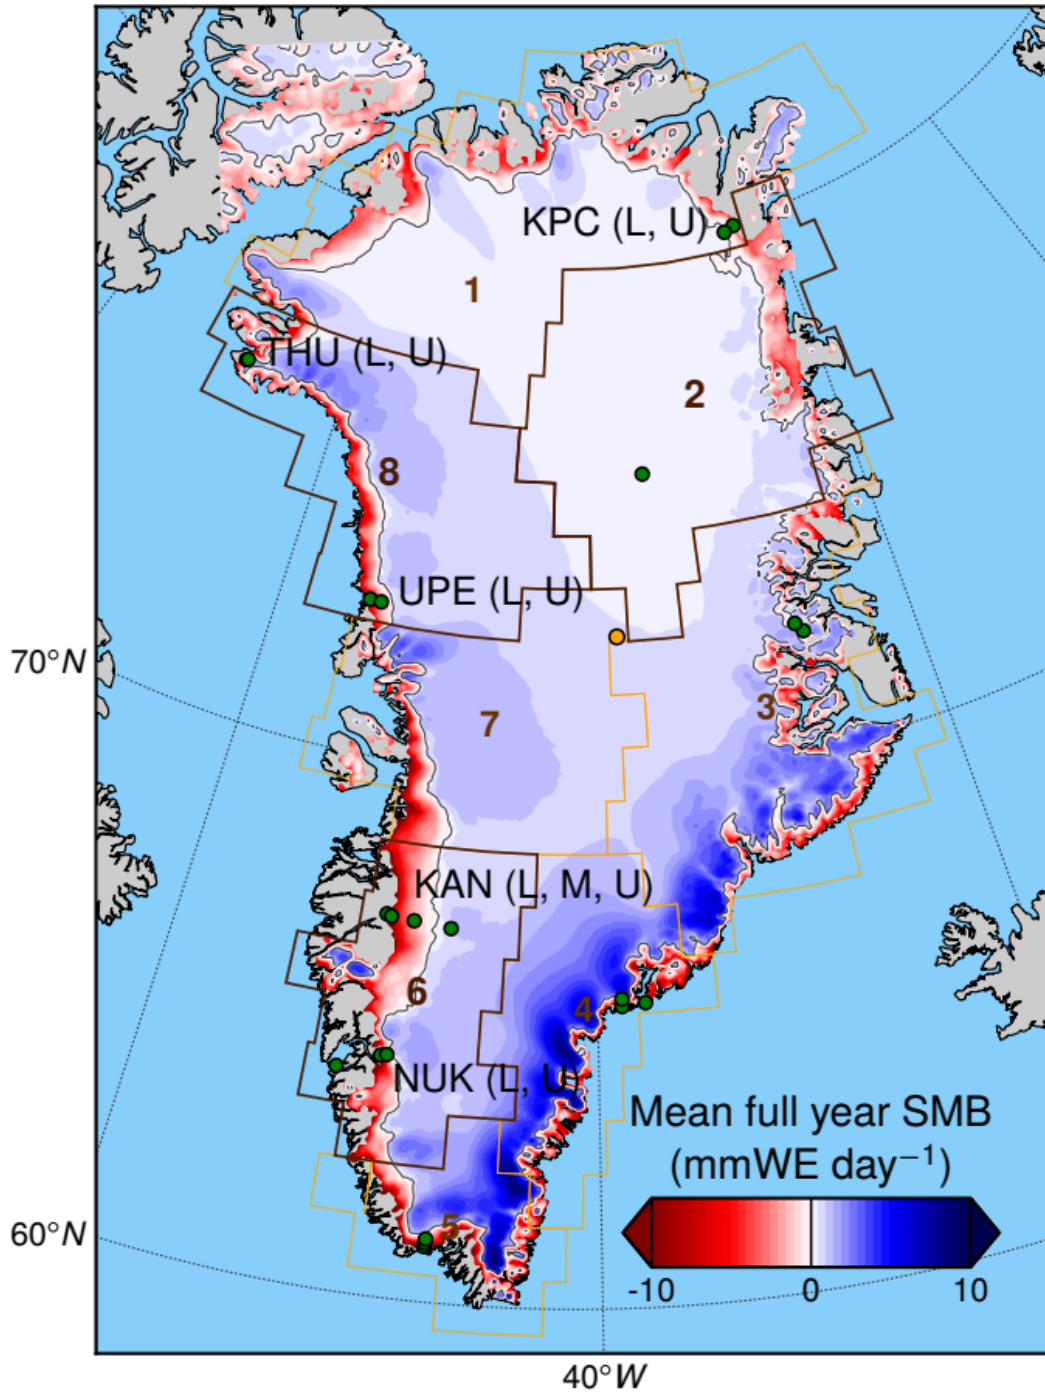 KPC (L, U)
1
THU (L, U)
2
8
UPE (L, U)
70°N
3
7
KAN (L, M, U)
6
4
NUK (L, U)
Mean full year SMB
(mmWE day−1)
5
60°N
-10 0 10
40°W